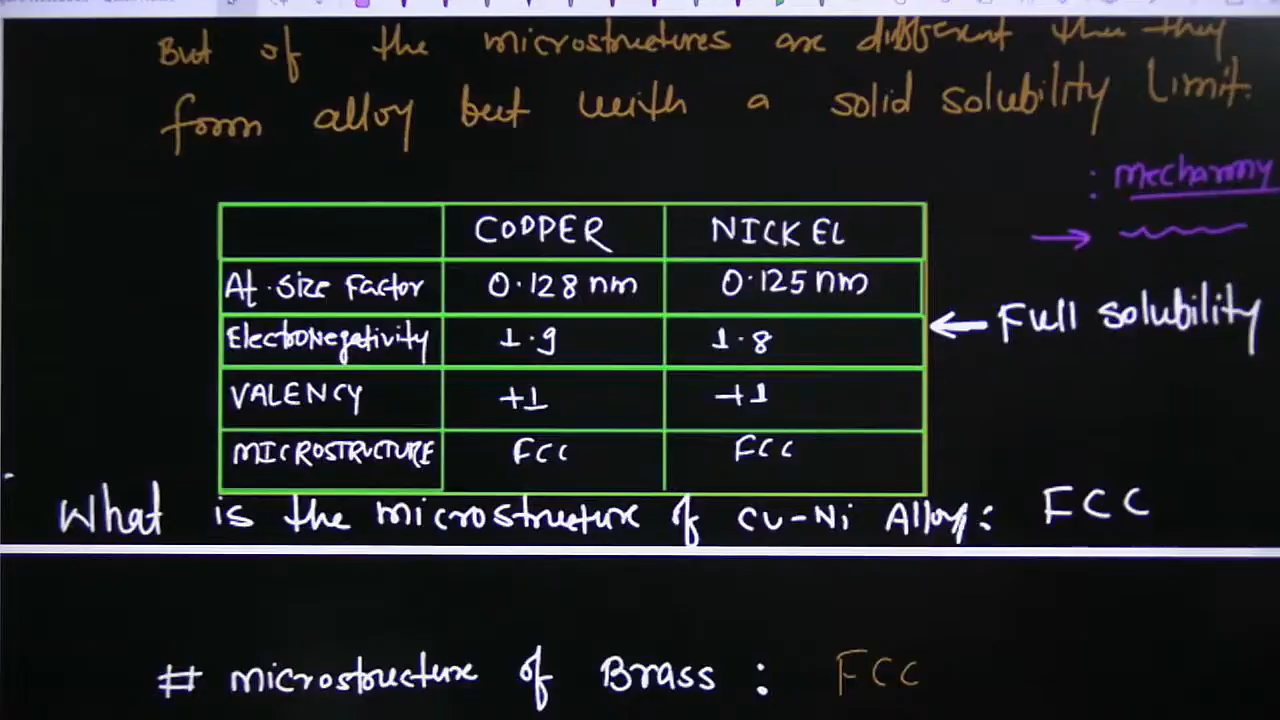 But of the microstructures are different then they
form alloy but with a solid solubility Limit.
: Mechanny
COPPER NICKEL
At. Size Factor 0.128 nm 0.125 nm
Full solubility
ElectroNegativity 1.9 1.8
VALENCY +1 +1
MICROSTRUCTURE FCC FCC
What is the microstructure of Cu-Ni Alloy: FCC
# microstructure of Brass : FCC